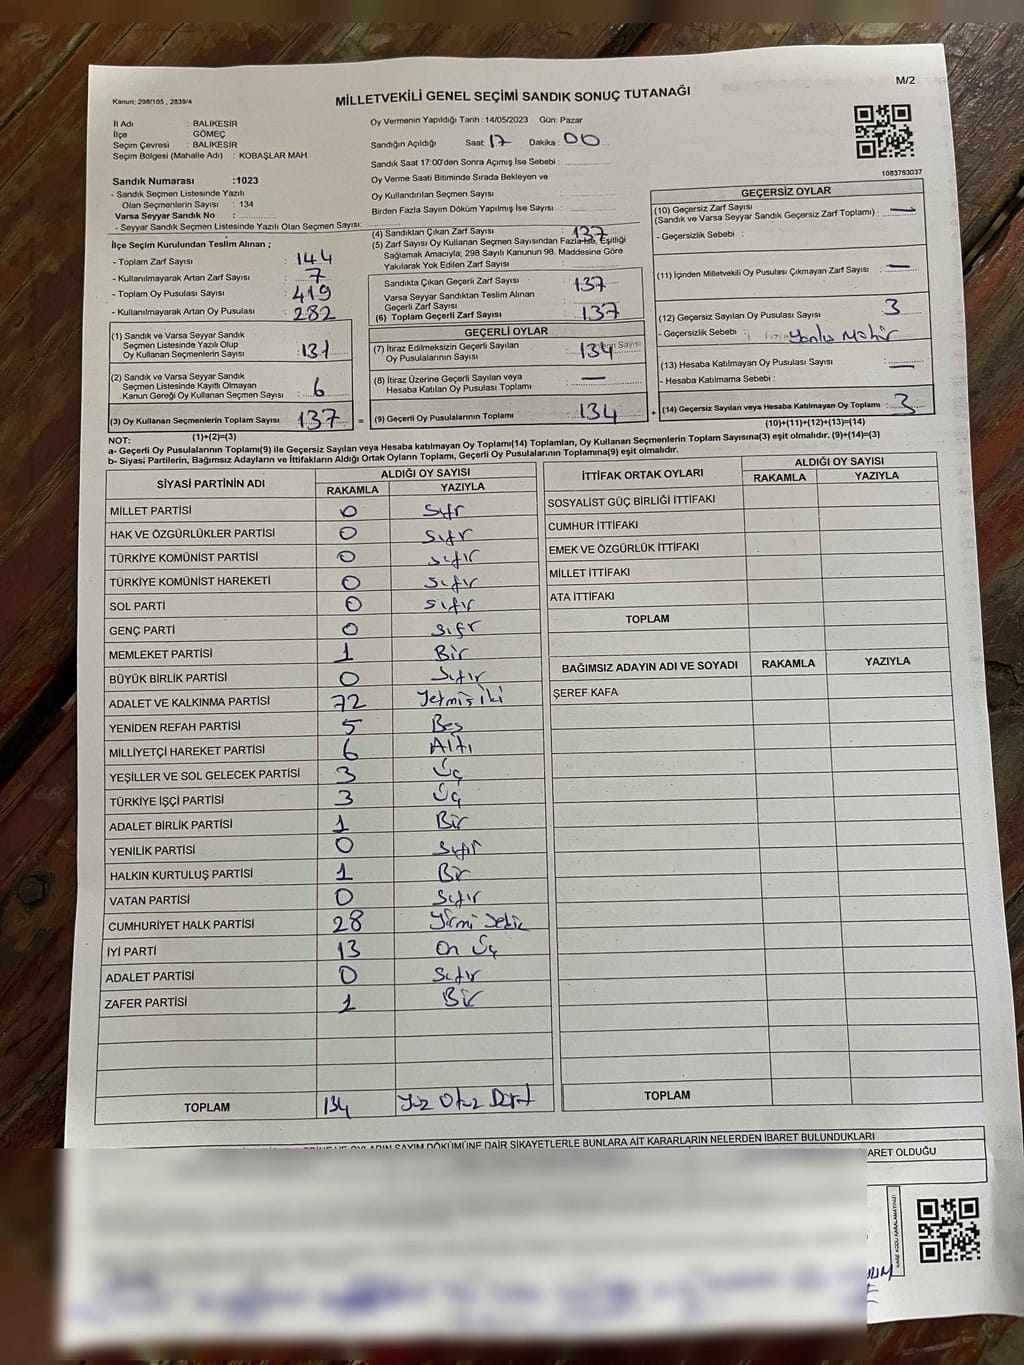 M/2
Kanun: 298/105 , 2839/4
MİLLETVEKİLİ GENEL SEÇİMİ SANDIK SONUÇ TUTANAĞI
İl Adı : BALIKESİR
İlçe : GÖMEÇ
Seçim Çevresi : BALIKESİR
Seçim Bölgesi (Mahalle Adı) : KOBAŞLAR MAH.
Sandık Numarası :1023
- Sandık Seçmen Listesinde Yazılı
Olan Seçmenlerin Sayısı : 134
Varsa Seyyar Sandık No :
- Seyyar Sandık Seçmen Listesinde Yazılı Olan Seçmen Sayısı:
İlçe Seçim Kurulundan Teslim Alınan ;
- Toplam Zarf Sayısı : 144
- Kullanılmayarak Artan Zarf Sayısı : 7
- Toplam Oy Pusulası Sayısı : 419
- Kullanılmayarak Artan Oy Pusulası : 282
(1) Sandık ve Varsa Seyyar Sandık
Seçmen Listesinde Yazılı Olup
Oy Kullanan Seçmenlerin Sayısı : 131
(2) Sandık ve Varsa Seyyar Sandık
Seçmen Listesinde Kayıtlı Olmayan
Kanun Gereği Oy Kullanan Seçmen Sayısı : 6
(3) Oy Kullanan Seçmenlerin Toplam Sayısı 137 =
(1)+(2)=(3)
Oy Vermenin Yapıldığı Tarih :14/05/2023 Gün: Pazar
Sandığın Açıldığı Saat: 17 Dakika : 00
Sandık Saat 17:00'den Sonra Açımış İse Sebebi :
Oy Verme Saati Bitiminde Sırada Bekleyen ve
Oy Kullandırılan Seçmen Sayısı :
Birden Fazla Sayım Döküm Yapılmış İse Sayısı :
(4) Sandıktan Çıkan Zarf Sayısı : 137
(5) Zarf Sayısı Oy Kullanan Seçmen Sayısından Fazla İse, Eşitliği
Sağlamak Amacıyla; 298 Sayılı Kanunun 98. Maddesine Göre
Yakılarak Yok Edilen Zarf Sayısı :
Sandıkta Çıkan Geçerli Zarf Sayısı : 137
Varsa Seyyar Sandıktan Teslim Alınan
Geçerli Zarf Sayısı :
(6) Toplam Geçerli Zarf Sayısı : 137
GEÇERLİ OYLAR
(7) İtiraz Edilmeksizin Geçerli Sayılan
Oy Pusulalarının Sayısı : 134
(8) İtiraz Üzerine Geçerli Sayılan veya
Hesaba Katılan Oy Pusulası Toplamı : —
(9) Geçerli Oy Pusulalarının Toplamı : 134 +
1083763037
GEÇERSİZ OYLAR
(10) Geçersiz Zarf Sayısı
(Sandık ve Varsa Seyyar Sandık Geçersiz Zarf Toplamı) : —
- Geçersizlik Sebebi :
(11) İçinden Milletvekili Oy Pusulası Çıkmayan Zarf Sayısı : —
(12) Geçersiz Sayılan Oy Pusulası Sayısı : 3
- Geçersizlik Sebebi : Yanlış Mühür
(13) Hesaba Katılmayan Oy Pusulası Sayısı : —
- Hesaba Katılmama Sebebi :
(14) Geçersiz Sayılan veya Hesaba Katılmayan Oy Toplamı : 3
(10)+(11)+(12)+(13)=(14)
NOT:
a- Geçerli Oy Pusulalarının Toplamı(9) ile Geçersiz Sayılan veya Hesaba katılmayan Oy Toplamı(14) Toplamları, Oy Kullanan Seçmenlerin Toplam Sayısına(3) eşit olmalıdır. (9)+(14)=(3)
b- Siyasi Partilerin, Bağımsız Adayların ve İttifakların Aldığı Ortak Oyların Toplamı, Geçerli Oy Pusulalarının Toplamına(9) eşit olmalıdır.
SİYASİ PARTİNİN ADI ALDIĞI OY SAYISI
RAKAMLA YAZIYLA
MİLLET PARTİSİ 0 Sıfır
HAK VE ÖZGÜRLÜKLER PARTİSİ 0 Sıfır
TÜRKİYE KOMÜNİST PARTİSİ 0 sıfır
TÜRKİYE KOMÜNİST HAREKETİ 0 sıfır
SOL PARTİ 0 sıfır
GENÇ PARTİ 0 sıfır
MEMLEKET PARTİSİ 1 Bir
BÜYÜK BİRLİK PARTİSİ 0 Sıfır
ADALET VE KALKINMA PARTİSİ 72 Yetmiş iki
YENİDEN REFAH PARTİSİ 5 Beş
MİLLİYETÇİ HAREKET PARTİSİ 6 Altı
YEŞİLLER VE SOL GELECEK PARTİSİ 3 Üç
TÜRKİYE İŞÇİ PARTİSİ 3 Üç
ADALET BİRLİK PARTİSİ 1 Bir
YENİLİK PARTİSİ 0 Sıfır
HALKIN KURTULUŞ PARTİSİ 1 Bir
VATAN PARTİSİ 0 Sıfır
CUMHURİYET HALK PARTİSİ 28 Yirmi Sekiz
İYİ PARTİ 13 On Üç
ADALET PARTİSİ 0 Sıfır
ZAFER PARTİSİ 1 Bir
TOPLAM 134 Yüz Otuz Dört
İTTİFAK ORTAK OYLARI ALDIĞI OY SAYISI
RAKAMLA YAZIYLA
SOSYALİST GÜÇ BİRLİĞİ İTTİFAKI
CUMHUR İTTİFAKI
EMEK VE ÖZGÜRLÜK İTTİFAKI
MİLLET İTTİFAKI
ATA İTTİFAKI
TOPLAM
BAĞIMSIZ ADAYIN ADI VE SOYADI RAKAMLA YAZIYLA
ŞEREF KAFA
TOPLAM
OYLARIN SAYIM DÖKÜMÜNE DAİR ŞİKAYETLERLE BUNLARA AİT KARARLARIN NELERDEN İBARET BULUNDUKLARI
ARET OLDUĞU
KARE KODU KARALAMAYINIZ!